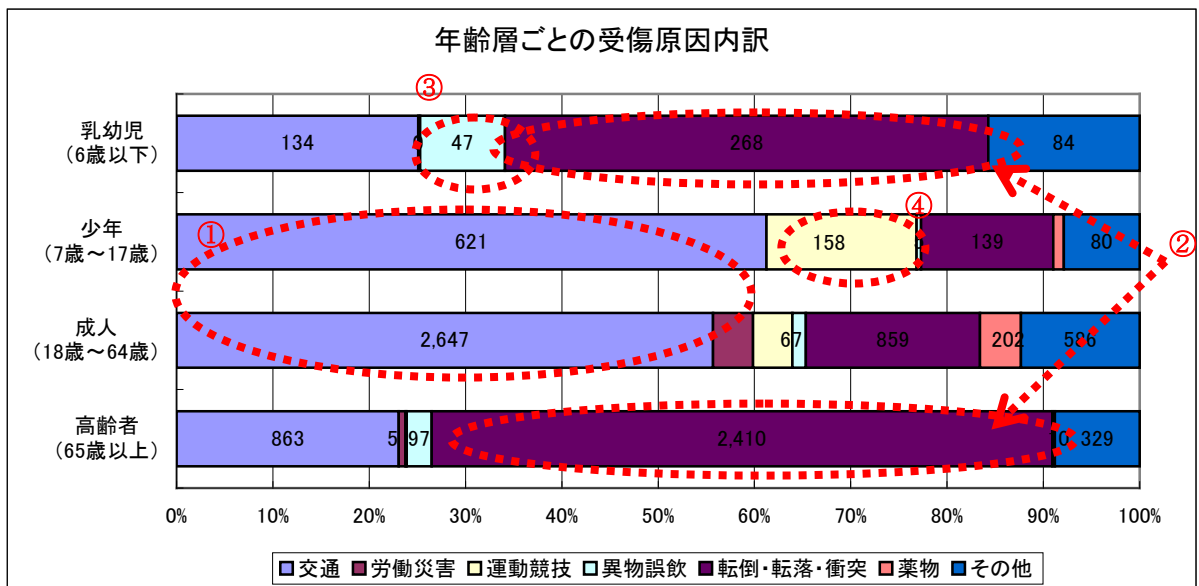 年齢層ごとの受傷原因内訳
③
乳幼児
(6歳以下)
134
47
268
84
①
④
少年
(7歳～17歳)
621
158
139
80
②
成人
(18歳～64歳)
2,647
67
859
202
586
高齢者
(65歳以上)
863
5
97
2,410
0
329
0% 10% 20% 30% 40% 50% 60% 70% 80% 90% 100%
交通 労働災害 運動競技 異物誤飲 転倒・転落・衝突 薬物 その他